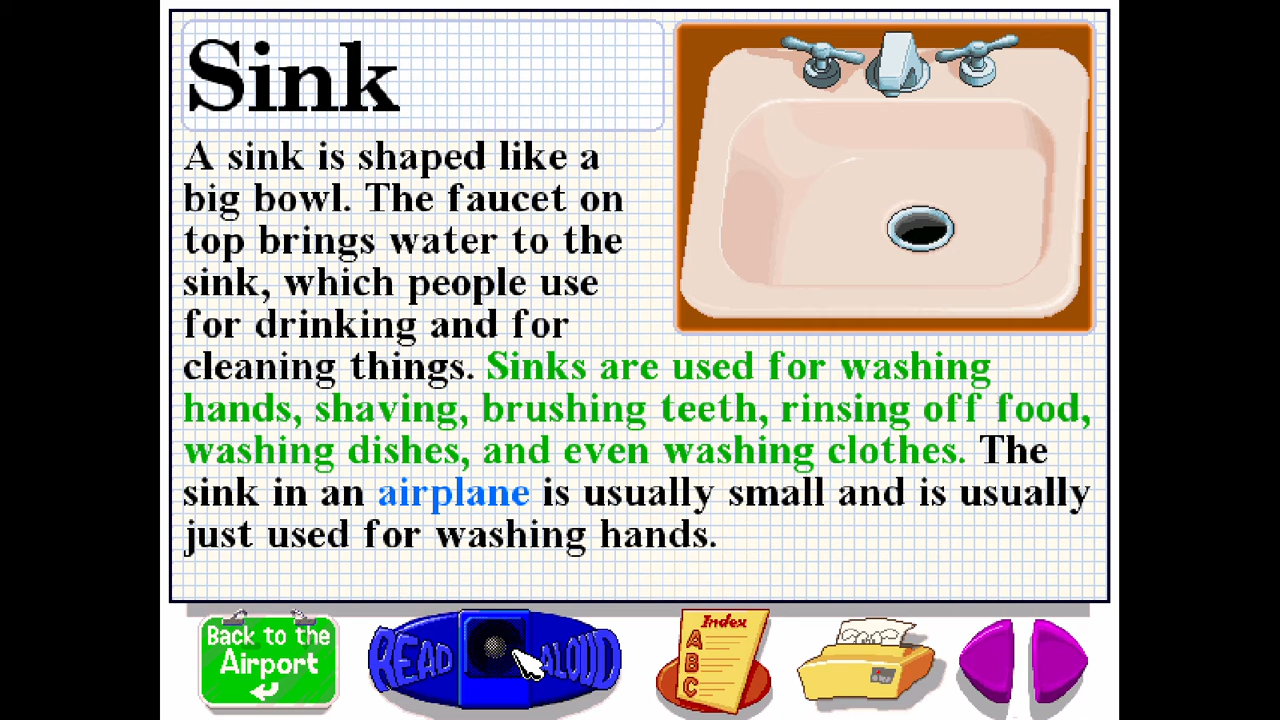 Sink
A sink is shaped like a
big bowl. The faucet on
top brings water to the
sink, which people use
for drinking and for
cleaning things. Sinks are used for washing
hands, shaving, brushing teeth, rinsing off food,
washing dishes, and even washing clothes. The
sink in an airplane is usually small and is usually
just used for washing hands.
Back to the
Airport
READ ALOUD
Index
A
B
C